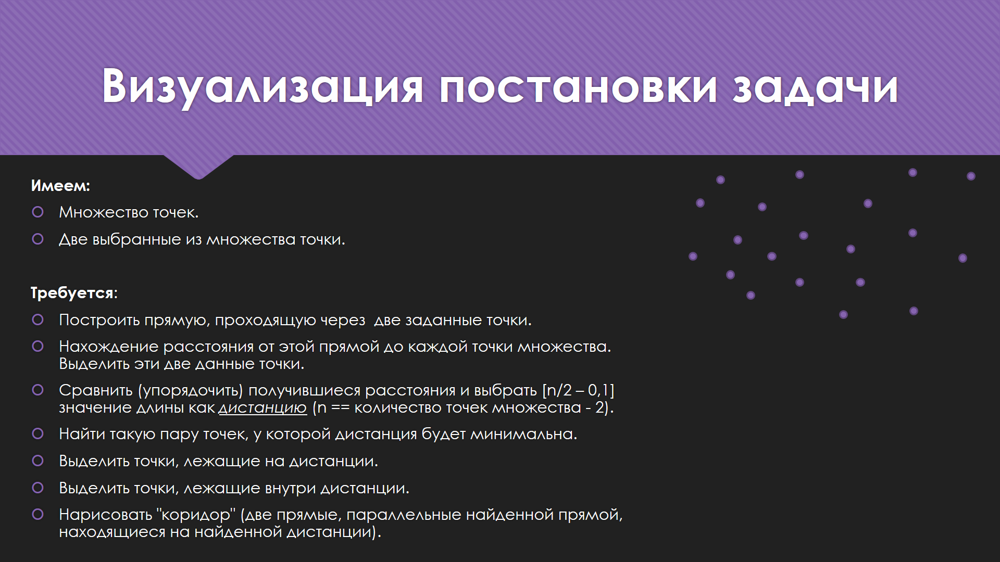 Визуализация постановки задачи
Имеем:
Множество точек.
Две выбранные из множества точки.
Требуется:
Построить прямую, проходящую через  две заданные точки.
Нахождение расстояния от этой прямой до каждой точки множества.
Выделить эти две данные точки.
Сравнить (упорядочить) получившиеся расстояния и выбрать [n/2 – 0,1]
значение длины как дистанцию (n == количество точек множества - 2).
Найти такую пару точек, у которой дистанция будет минимальна.
Выделить точки, лежащие на дистанции.
Выделить точки, лежащие внутри дистанции.
Нарисовать "коридор" (две прямые, параллельные найденной прямой,
находящиеся на найденной дистанции).